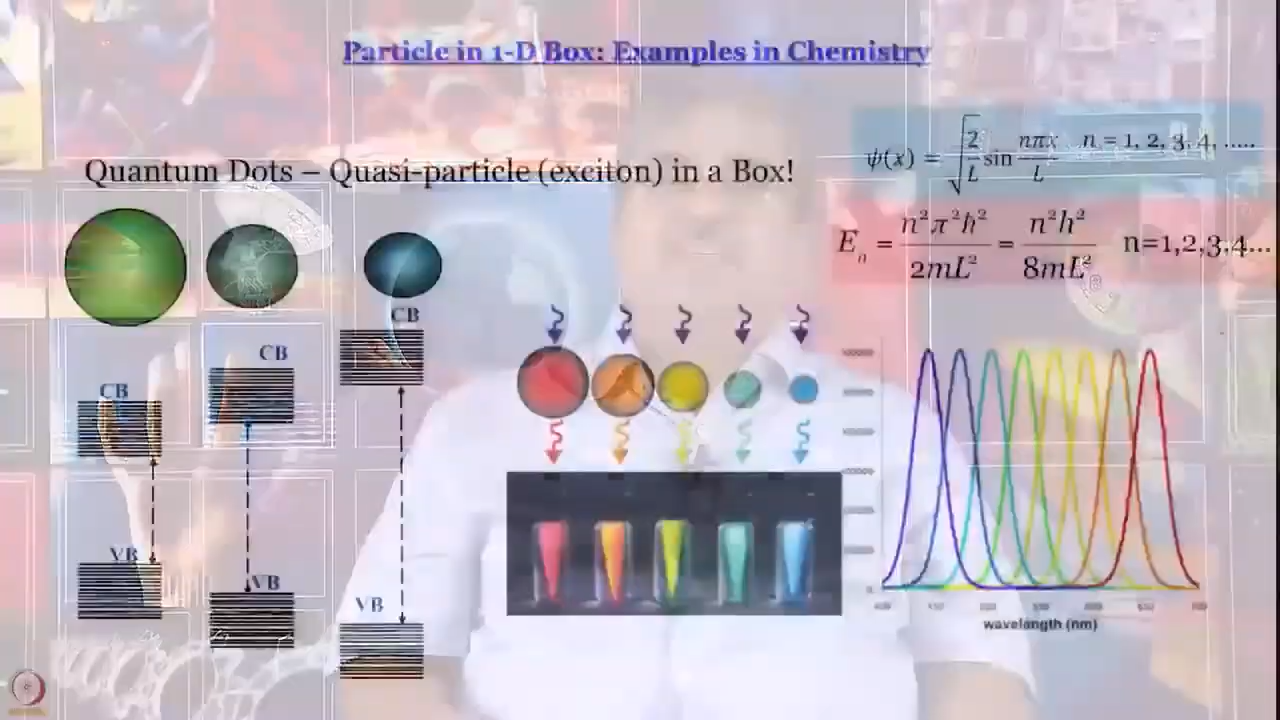 Particle in 1-D Box: Examples in Chemistry
Quantum Dots – Quasi-particle (exciton) in a Box!
ψ(x) = √(2/L) sin nπx/L n = 1, 2, 3, 4, .....
Eₙ = n²π²ħ²/2mL² = n²h²/8mL² n=1,2,3,4...
CB
CB
CB
VB
VB
VB
wavelength (nm)